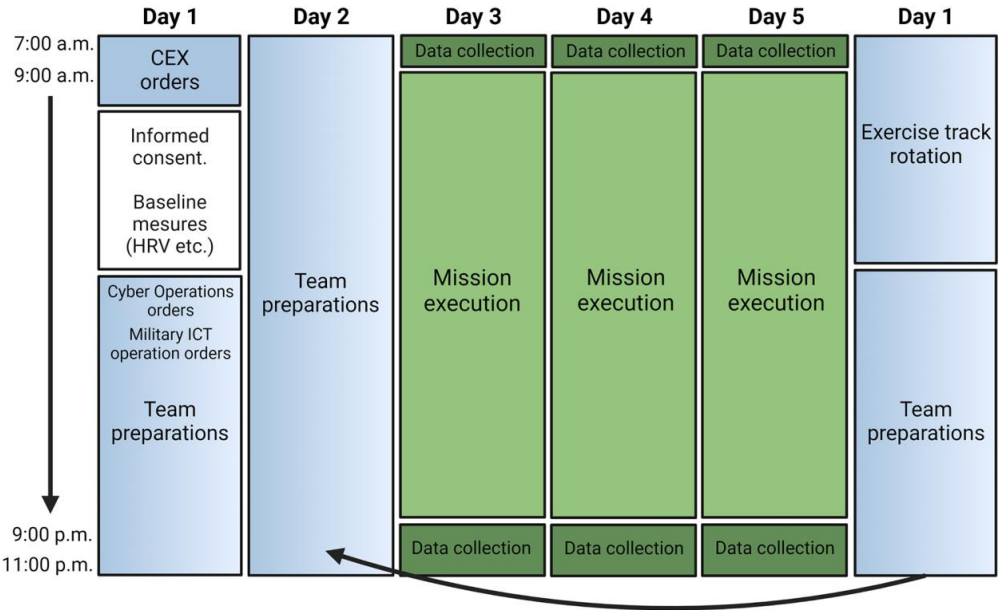 Day 1
Day 2
Day 3
Day 4
Day 5
Day 1
7:00 a.m.
9:00 a.m.
9:00 p.m.
11:00 p.m.
CEX
orders
Informed
consent.
Baseline
mesures
(HRV etc.)
Cyber Operations
orders
Military ICT
operation orders
Team
preparations
Team
preparations
Data collection
Mission
execution
Data collection
Data collection
Mission
execution
Data collection
Data collection
Mission
execution
Data collection
Exercise track
rotation
Team
preparations